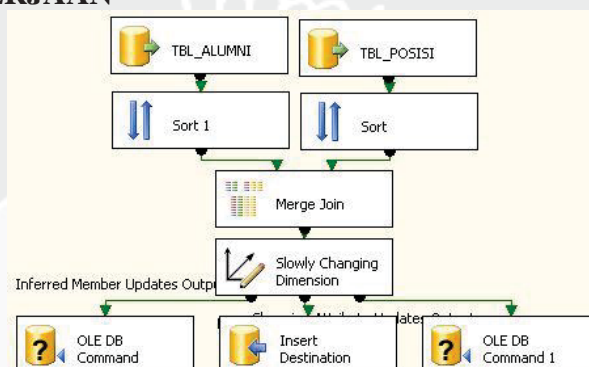 TBL_ALUMNI
TBL_POSISI
Sort 1
Sort
Merge Join
Slowly Changing
Dimension
Inferred Member Updates Outpu
OLE DB
Command
Insert
Destination
OLE DB
Command 1